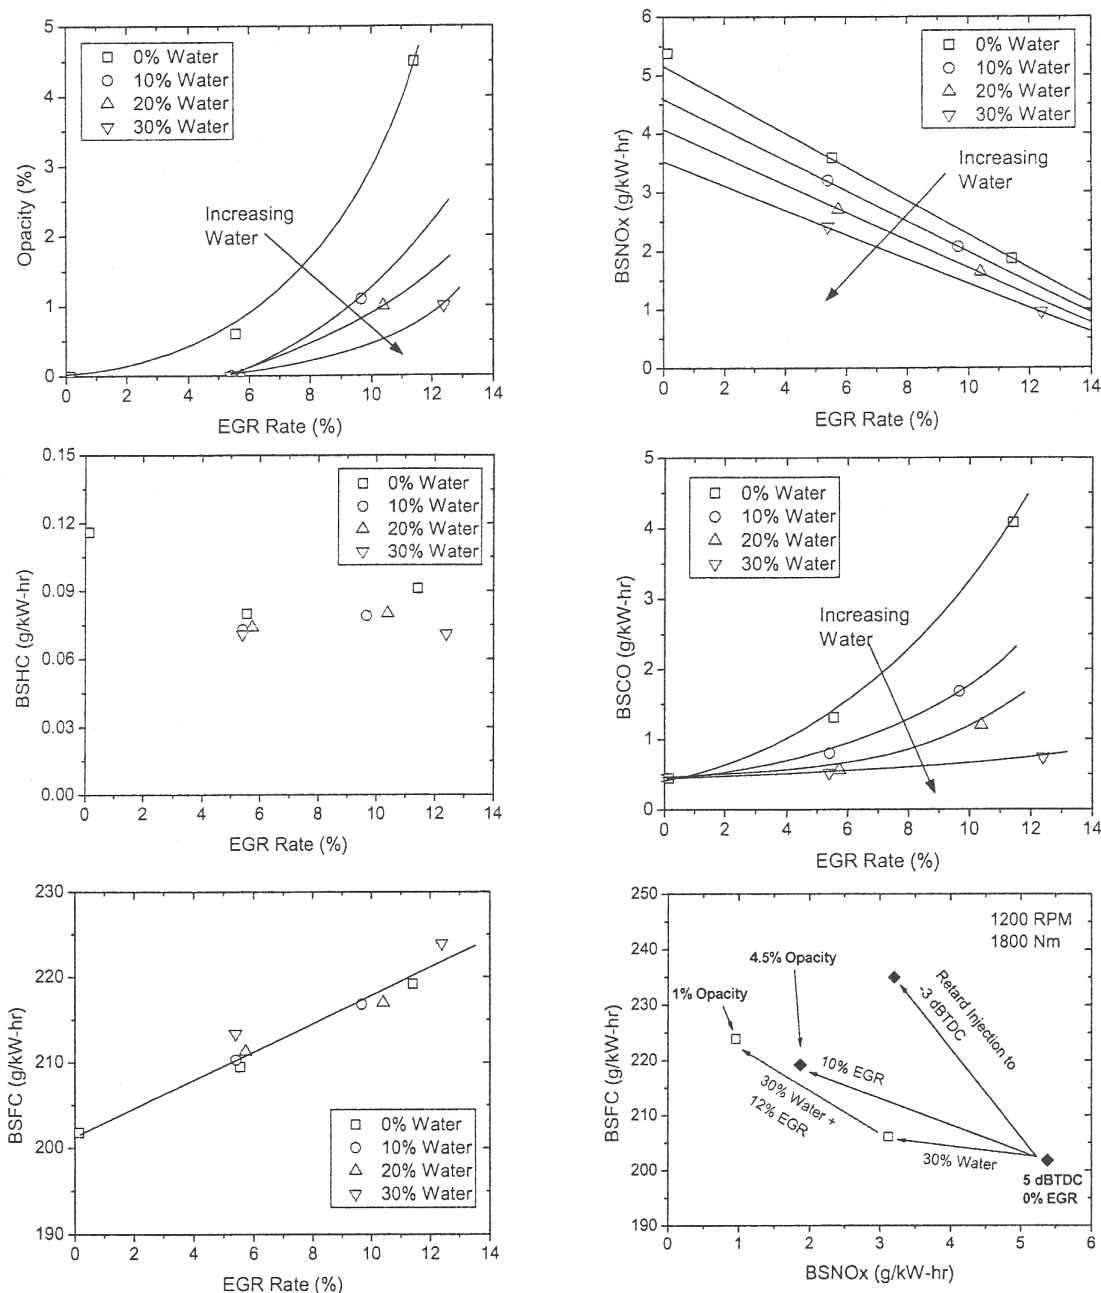 5
4
3
2
1
0
Opacity (%)
0% Water
10% Water
20% Water
30% Water
Increasing
Water
0 2 4 6 8 10 12 14
EGR Rate (%)
6
5
4
3
2
1
0
BSNOx (g/kW-hr)
0% Water
10% Water
20% Water
30% Water
Increasing
Water
0 2 4 6 8 10 12 14
EGR Rate (%)
0.15
0.12
0.09
0.06
0.03
0.00
BSHC (g/kW-hr)
0% Water
10% Water
20% Water
30% Water
0 2 4 6 8 10 12 14
EGR Rate (%)
5
4
3
2
1
0
BSCO (g/kW-hr)
0% Water
10% Water
20% Water
30% Water
Increasing
Water
0 2 4 6 8 10 12 14
EGR Rate (%)
230
220
210
200
190
BSFC (g/kW-hr)
0% Water
10% Water
20% Water
30% Water
0 2 4 6 8 10 12 14
EGR Rate (%)
250
240
230
220
210
200
190
BSFC (g/kW-hr)
1200 RPM
1800 Nm
4.5% Opacity
1% Opacity
Retard Injection to
-3 dBTDC
10% EGR
30% Water +
12% EGR
30% Water
5 dBTDC
0% EGR
0 1 2 3 4 5 6
BSNOx (g/kW-hr)